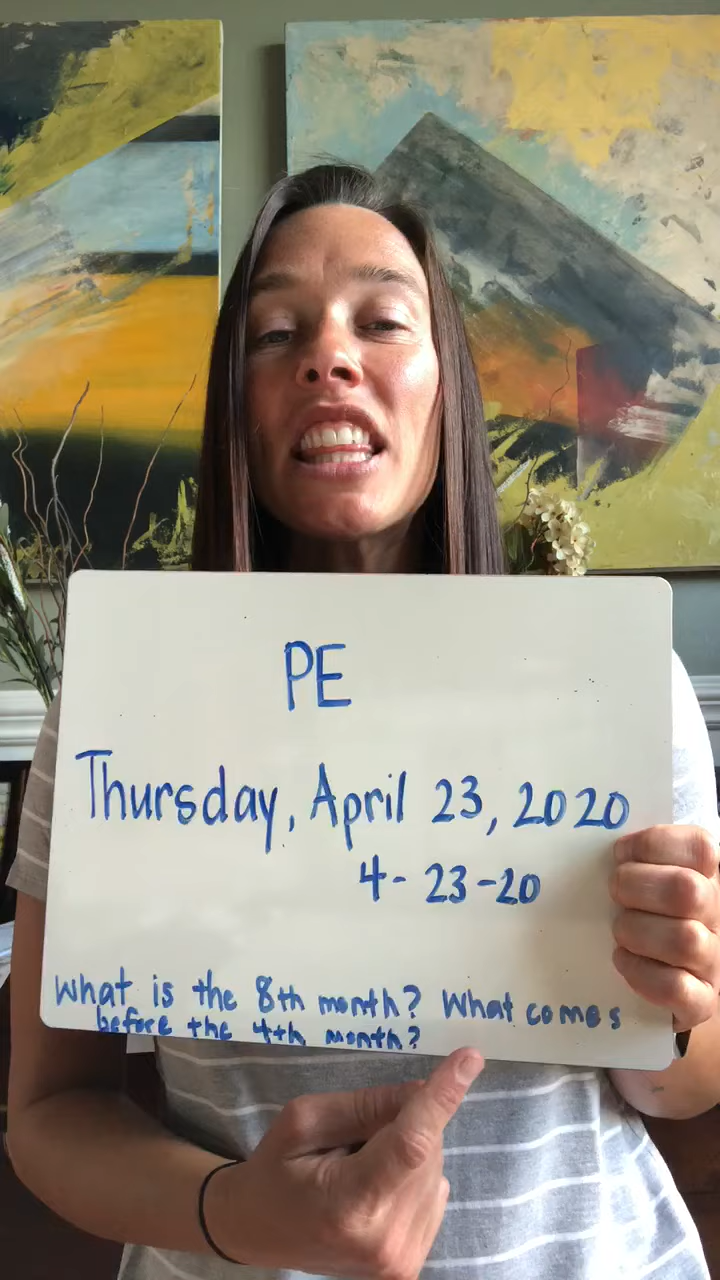 PE
Thursday, April 23, 2020
4-23-20
What is the 8th month? What comes
before the 4th month?